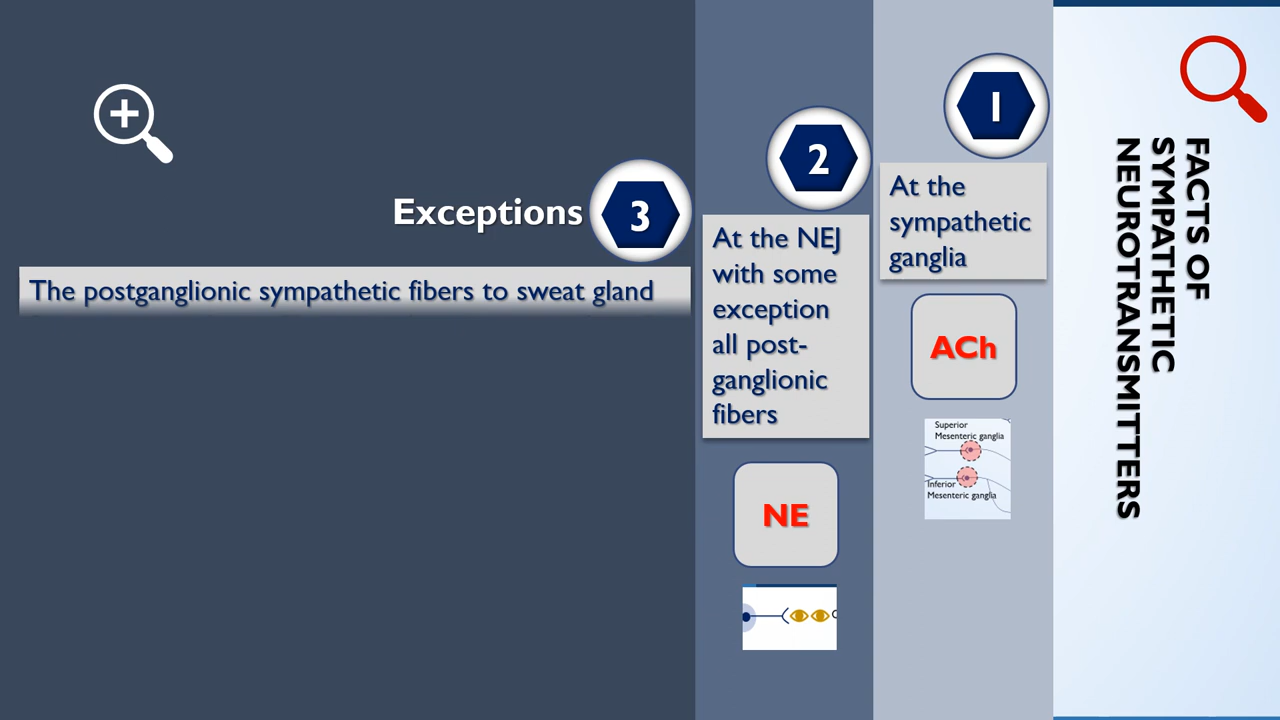 FACTS OF
SYMPATHETIC
NEUROTRANSMITTERS
1
At the
sympathetic
ganglia
ACh
Superior
Mesenteric ganglia
Inferior
Mesenteric ganglia
2
At the NEJ
with some
exception
all post-
ganglionic
fibers
NE
3
Exceptions
The postganglionic sympathetic fibers to sweat gland